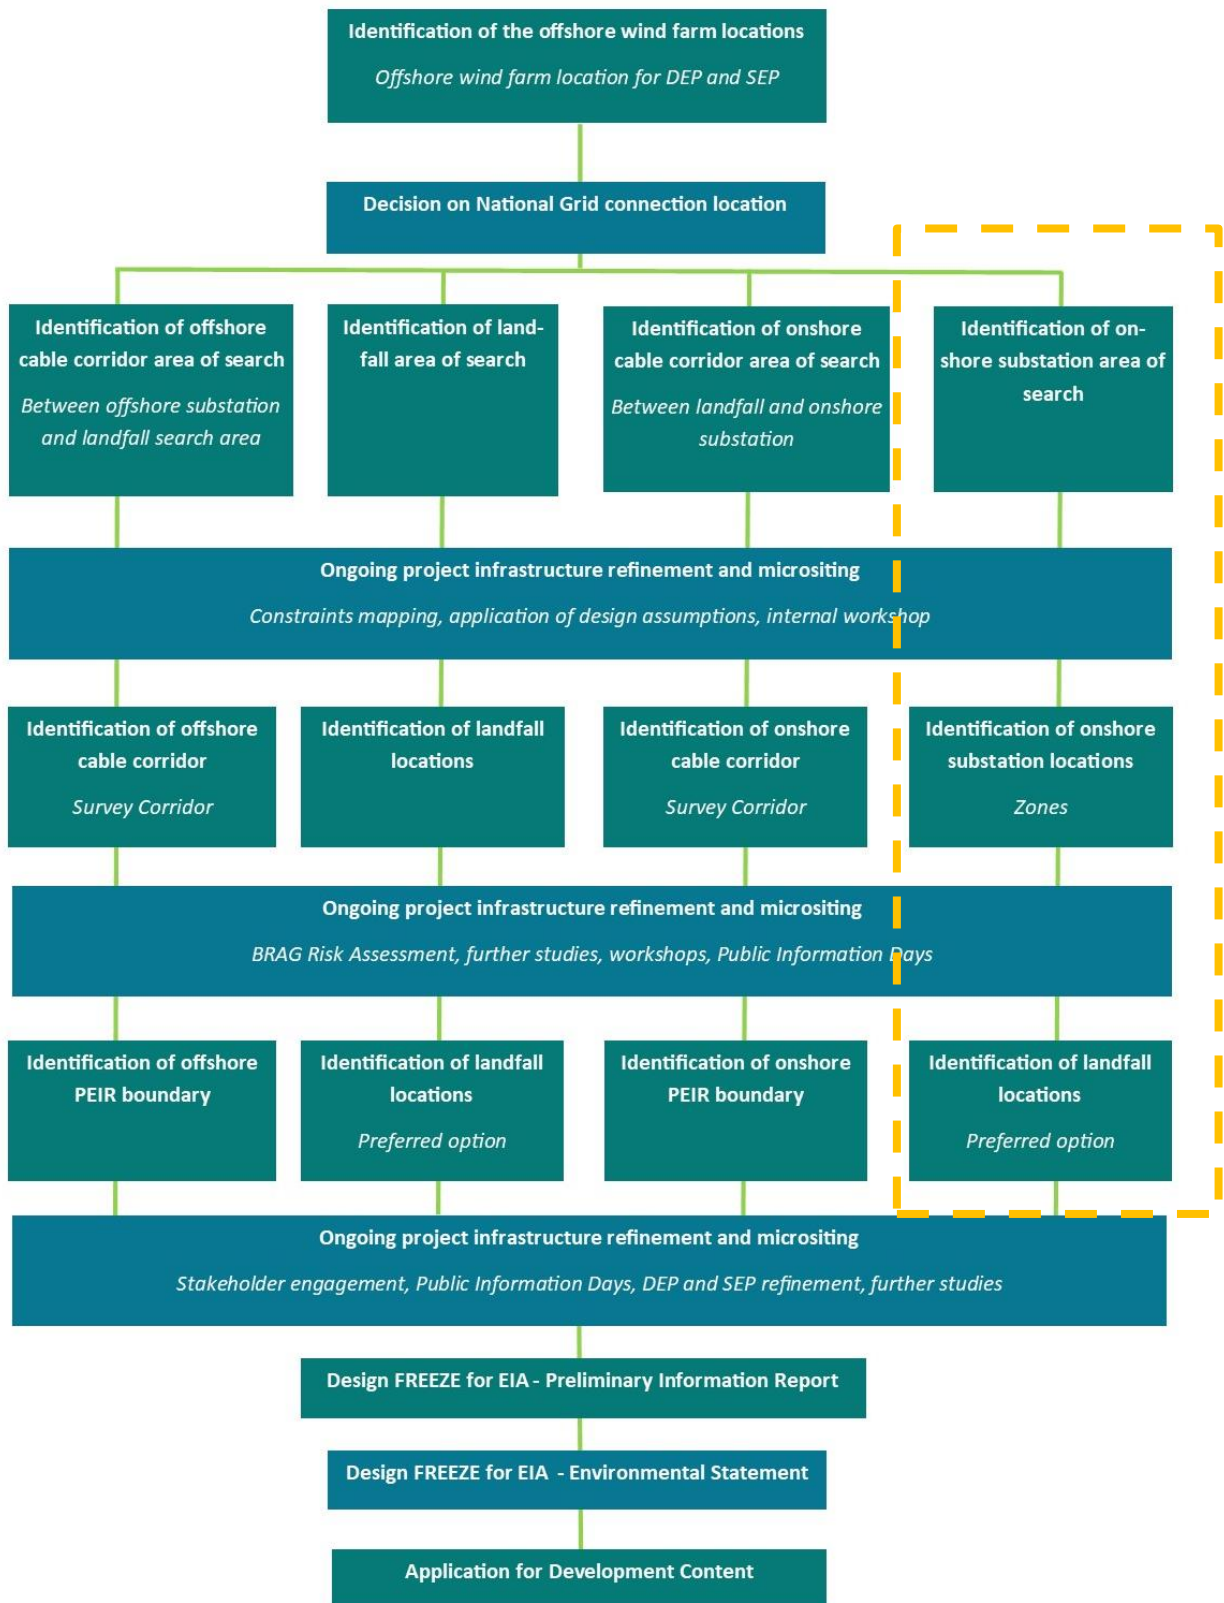 Identification of the offshore wind farm locations
Offshore wind farm location for DEP and SEP
Decision on National Grid connection location
Identification of offshore
cable corridor area of search
Between offshore substation
and landfall search area
Identification of land-
fall area of search
Identification of onshore
cable corridor area of search
Between landfall and onshore
substation
Identification of on-
shore substation area of
search
Ongoing project infrastructure refinement and micrositing
Constraints mapping, application of design assumptions, internal workshop
Identification of offshore
cable corridor
Survey Corridor
Identification of landfall
locations
Identification of onshore
cable corridor
Survey Corridor
Identification of onshore
substation locations
Zones
Ongoing project infrastructure refinement and micrositing
BRAG Risk Assessment, further studies, workshops, Public Information Days
Identification of offshore
PEIR boundary
Identification of landfall
locations
Preferred option
Identification of onshore
PEIR boundary
Identification of landfall
locations
Preferred option
Ongoing project infrastructure refinement and micrositing
Stakeholder engagement, Public Information Days, DEP and SEP refinement, further studies
Design FREEZE for EIA - Preliminary Information Report
Design FREEZE for EIA - Environmental Statement
Application for Development Content